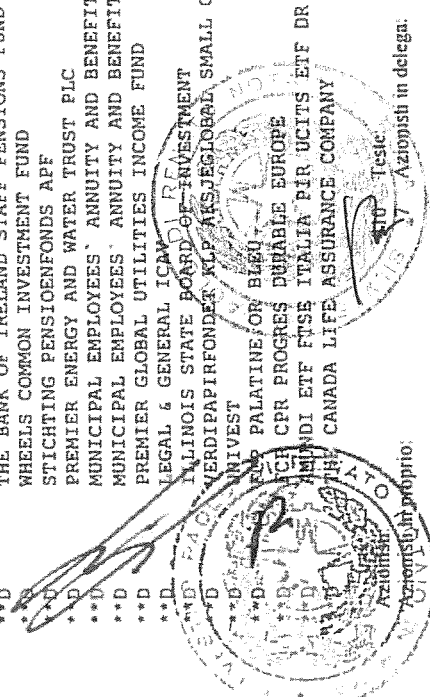 **D THE BANK OF IRELAND STAFF PENSIONS FUND
**D WHEELS COMMON INVESTMENT FUND
**D STICHTING PENSIOENFONDS APF
**D PREMIER ENERGY AND WATER TRUST PLC
**D MUNICIPAL EMPLOYEES` ANNUITY AND BENEFIT
**D MUNICIPAL EMPLOYEES` ANNUITY AND BENEFIT
**D PREMIER GLOBAL UTILITIES INCOME FUND
**D LEGAL & GENERAL ICAV
**D ILLINOIS STATE BOARD OF INVESTMENT
**D VERDIPAPIRFONDET KLP AKSJEGLOBAL SMALL
**D UNIVEST
**D PALATINE OR BLEU
CPR PROGRES DURABLE EUROPE
AMUNDI ETF FTSE ITALIA PIR UCITS ETF DR
THE CANADA LIFE ASSURANCE COMPANY
Azionisti
Teste
Azionisti in proprio:
17 Azionisti in delega: